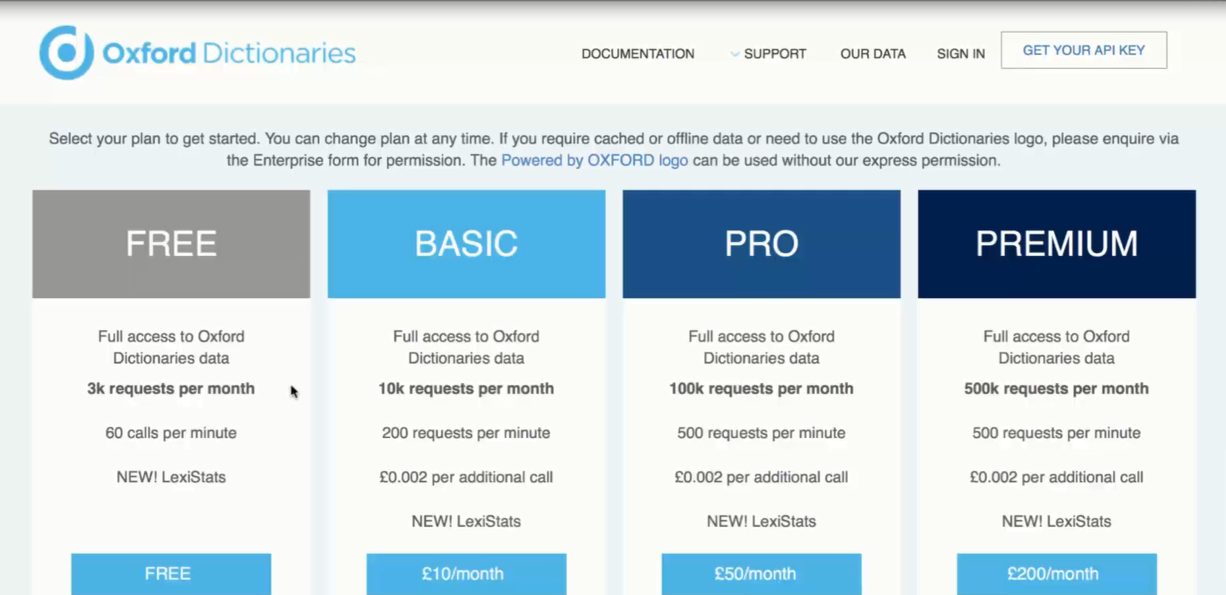 Oxford Dictionaries
DOCUMENTATION
SUPPORT
OUR DATA
SIGN IN
GET YOUR API KEY
Select your plan to get started. You can change plan at any time. If you require cached or offline data or need to use the Oxford Dictionaries logo, please enquire via
the Enterprise form for permission. The Powered by OXFORD logo can be used without our express permission.
FREE
Full access to Oxford
Dictionaries data
3k requests per month
60 calls per minute
NEW! LexiStats
FREE
BASIC
Full access to Oxford
Dictionaries data
10k requests per month
200 requests per minute
£0.002 per additional call
NEW! LexiStats
£10/month
PRO
Full access to Oxford
Dictionaries data
100k requests per month
500 requests per minute
£0.002 per additional call
NEW! LexiStats
£50/month
PREMIUM
Full access to Oxford
Dictionaries data
500k requests per month
500 requests per minute
£0.002 per additional call
NEW! LexiStats
£200/month